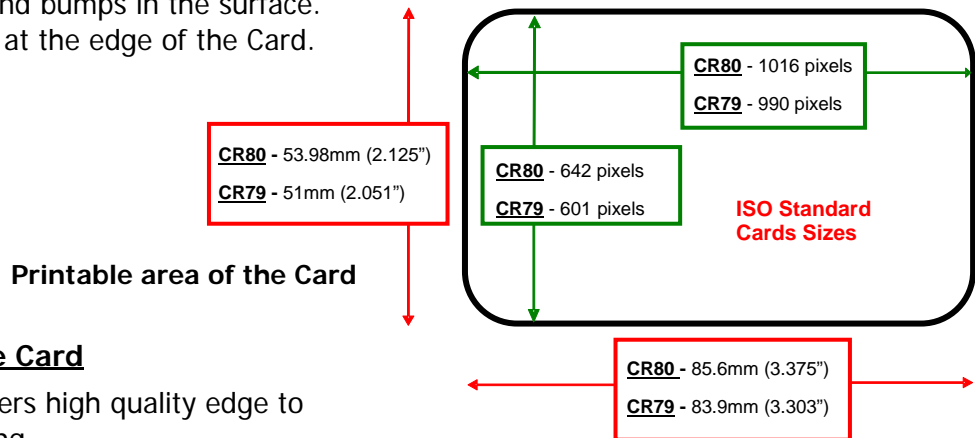 nd bumps in the surface.
at the edge of the Card.
CR80 - 1016 pixels
CR79 - 990 pixels
CR80 - 53.98mm (2.125”)
CR79 - 51mm (2.051”)
CR80 - 642 pixels
CR79 - 601 pixels
ISO Standard
Cards Sizes
Printable area of the Card
e Card
CR80 - 85.6mm (3.375”)
CR79 - 83.9mm (3.303”)
ers high quality edge to